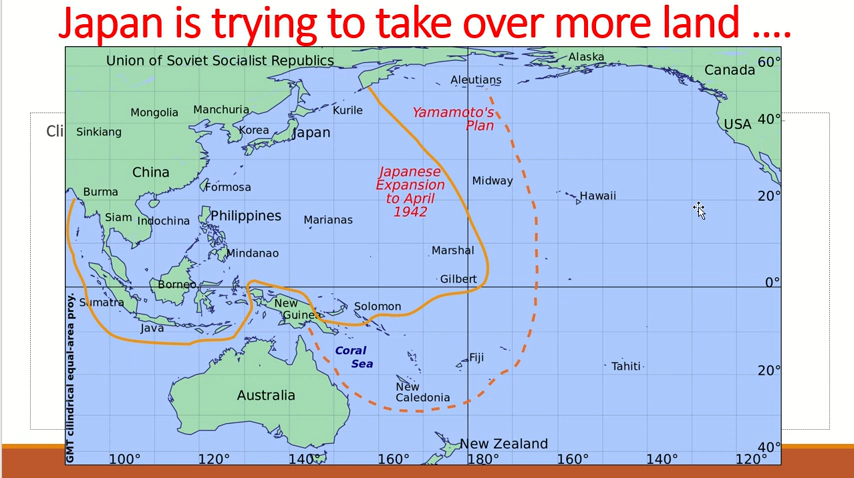 Japan is trying to take over more land ....
Union of Soviet Socialist Republics
Alaska
Canada
60°
Aleutians
Mongolia
Manchuria
Kurile
Yamamoto's
Plan
40°
USA
Cli
Sinkiang
Korea
Japan
China
Japanese
Expansion
to April
1942
Burma
Formosa
Midway
Hawaii
20°
Siam
Indochina
Philippines
Marianas
Mindanao
Marshal
Borneo
Gilbert
0°
Sumatra
New
Guinea
Solomon
Java
Coral
Sea
Fiji
Tahiti
20°
Australia
New
Caledonia
New Zealand
40°
100°
120°
140°
160°
180°
160°
140°
120°
GMT cilindrical equal-area proy.